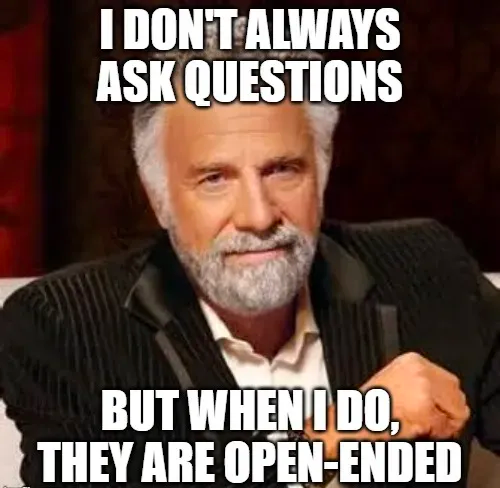 I DON'T ALWAYS
ASK QUESTIONS
BUT WHEN I DO,
THEY ARE OPEN-ENDED